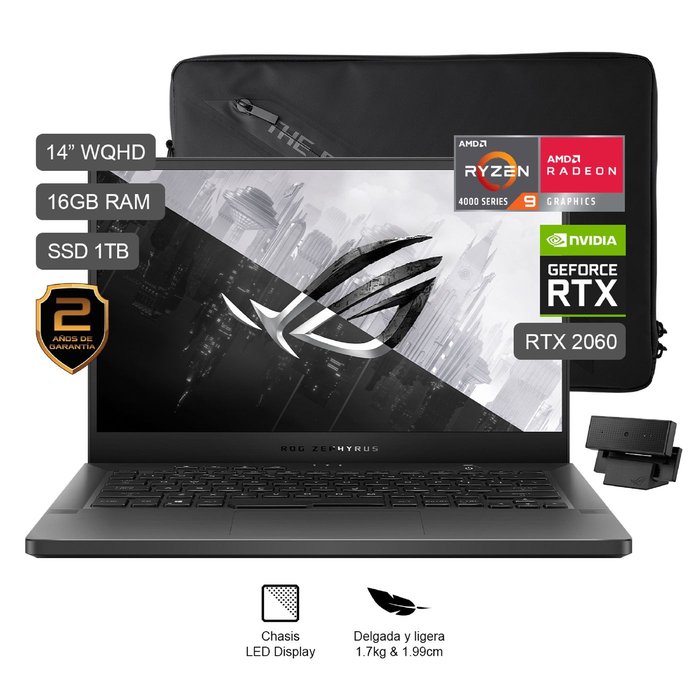 THE
14” WQHD
16GB RAM
SSD 1TB
2
AÑOS DE
GARANTÍA
AMD
RYZEN
4000 SERIES 9
AMD
RADEON
GRAPHICS
NVIDIA
GEFORCE
RTX
RTX 2060
ROG ZEPHYRUS
Chasis
LED Display
Delgada y ligera
1.7kg & 1.99cm